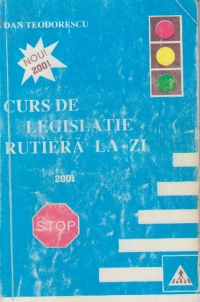 DAN TEODORESCU
NOU!
2001
CURS DE
LEGISLAȚIE
RUTIERĂ LA ZI
2001
STOP